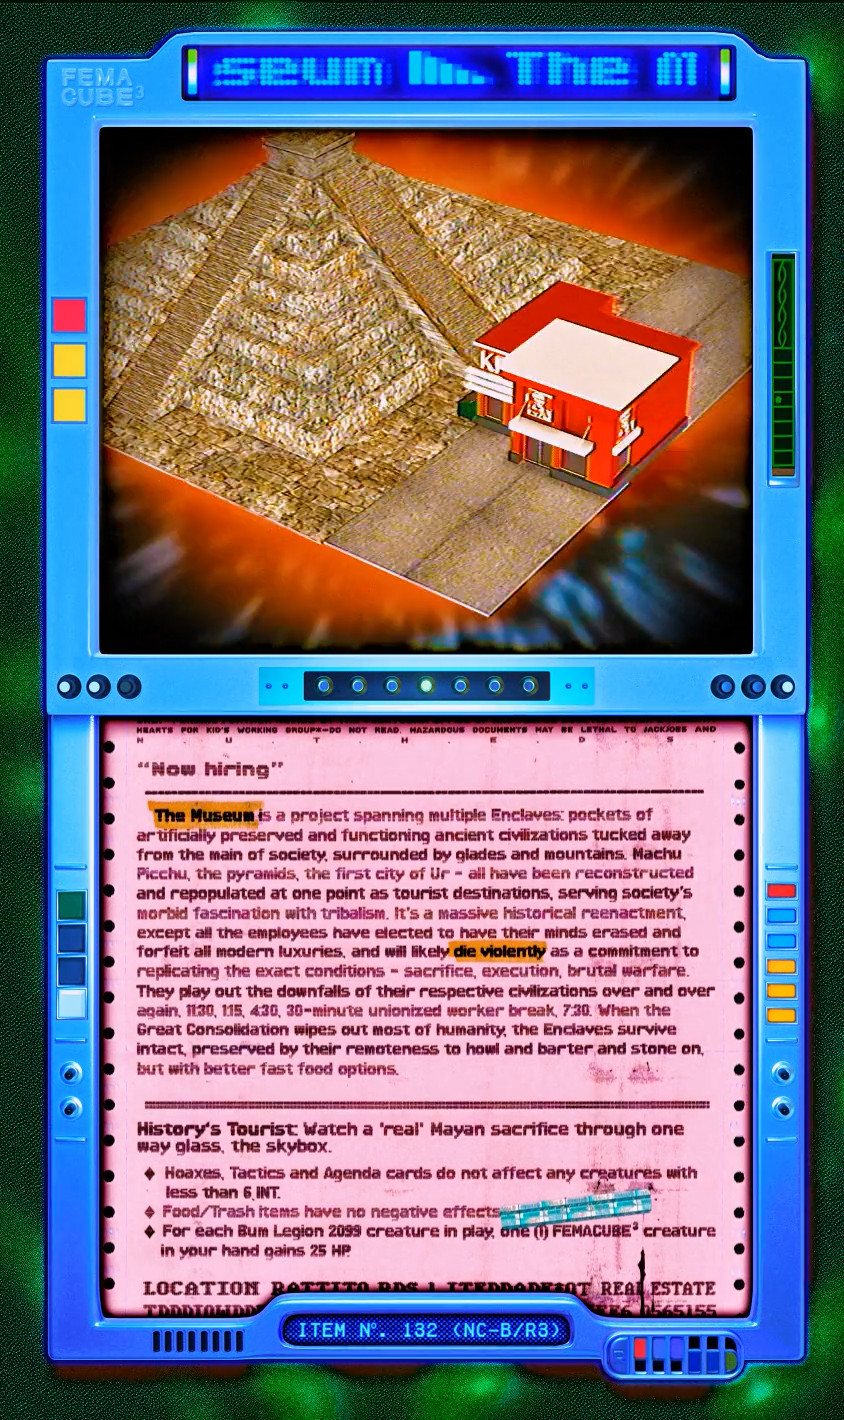 FEMA
CUBE³
seum The M
K
KFC
HEARTS FOR KID'S WORKING GROUP*-DO NOT READ. HAZARDOUS DOCUMENTS MAY BE LETHAL TO JACKJOBS AND
N . U . T . H . E . D . S
"Now hiring"
The Museum is a project spanning multiple Enclaves: pockets of
artificially preserved and functioning ancient civilizations tucked away
from the main of society, surrounded by glades and mountains. Machu
Picchu, the pyramids, the first city of Ur - all have been reconstructed
and repopulated at one point as tourist destinations, serving society's
morbid fascination with tribalism. It's a massive historical reenactment,
except all the employees have elected to have their minds erased and
forfeit all modern luxuries, and will likely die violently as a commitment to
replicating the exact conditions - sacrifice, execution, brutal warfare.
They play out the downfalls of their respective civilizations over and over
again, 11:30, 1:15, 4:30, 30-minute unionized worker break, 7:30. When the
Great Consolidation wipes out most of humanity, the Enclaves survive
intact, preserved by their remoteness to howl and barter and stone on,
but with better fast food options.
History's Tourist: Watch a 'real' Mayan sacrifice through one
way glass, the skybox.
♦ Hoaxes, Tactics and Agenda cards do not affect any creatures with
less than 6 INT.
♦ Food/Trash items have no negative effects
♦ For each Bum Legion 2099 creature in play, one (1) FEMACUBE³ creature
in your hand gains 25 HP.
LOCATION REAL ESTATE
ITEM Nº. 132 (NC-B/R3)